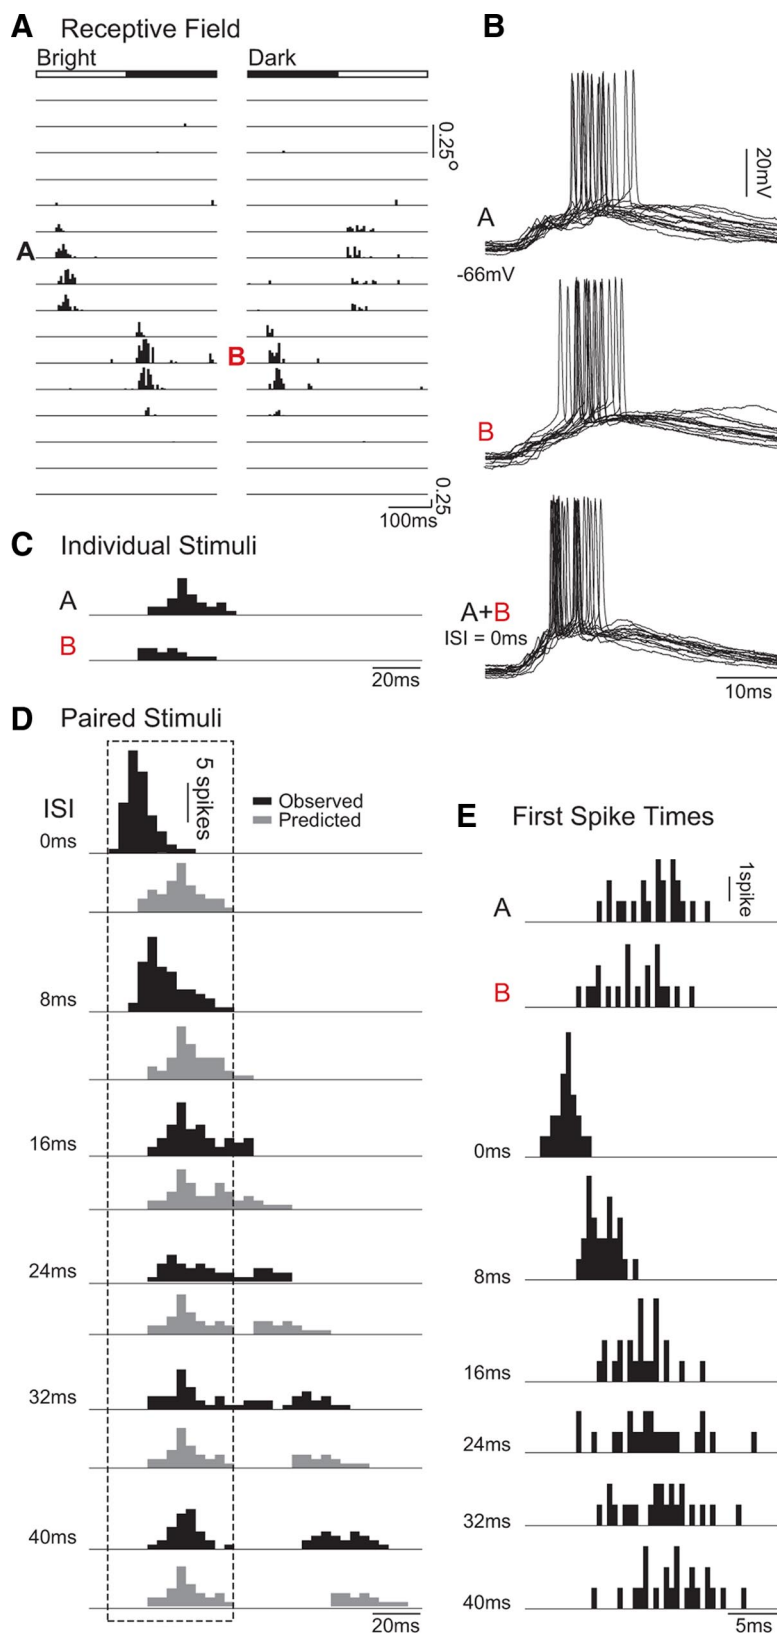 A Receptive Field
Bright Dark
0.25°
A
B
0.25
100ms
B
20mV
A
-66mV
B
A+B
ISI = 0ms
10ms
C Individual Stimuli
A
B
20ms
D Paired Stimuli
5 spikes
ISI
Observed
Predicted
0ms
8ms
16ms
24ms
32ms
40ms
20ms
E First Spike Times
A
1spike
B
0ms
8ms
16ms
24ms
32ms
40ms
5ms